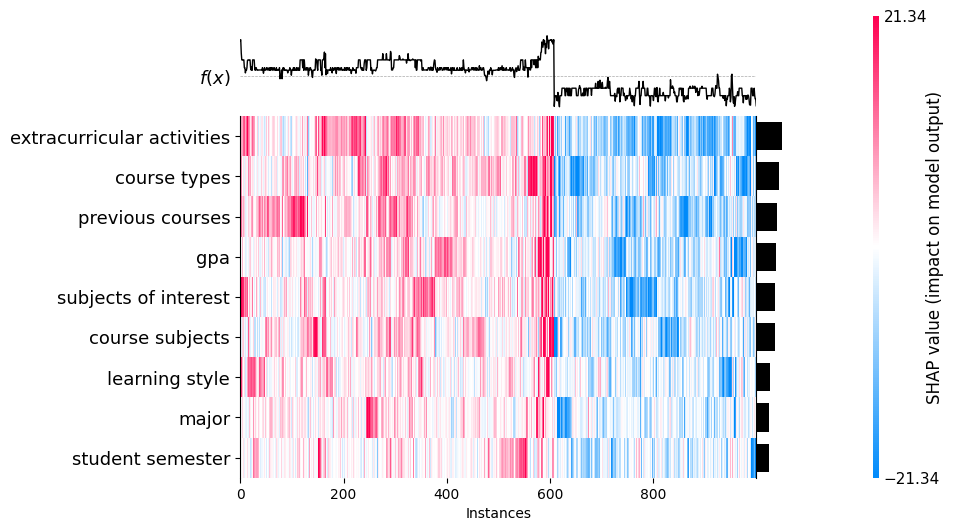 21.34
f(x)
extracurricular activities
course types
previous courses
gpa
subjects of interest
course subjects
learning style
major
student semester
0 200 400 600 800
Instances
SHAP value (impact on model output)
−21.34